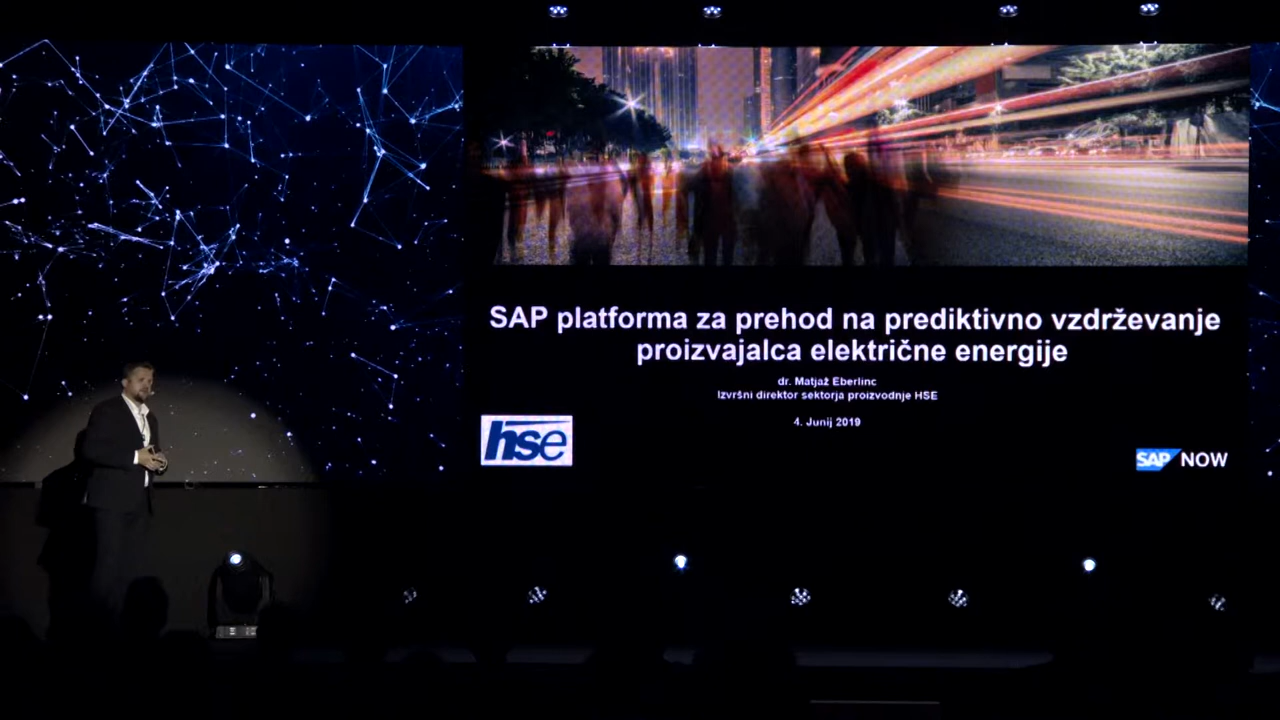 SAP platforma za prehod na prediktivno vzdrževanje
proizvajalca električne energije
dr. Matjaž Eberlinc
Izvršni direktor sektorja proizvodnje HSE
4. Junij 2019
hse
SAP NOW